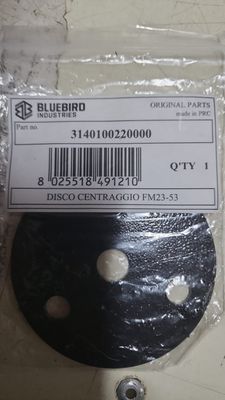 BLUEBIRD
INDUSTRIES
ORIGINAL PARTS
made in PRC
Part no.
3140100220000
8 025518 491210
Q'TY 1
DISCO CENTRAGGIO FM23-53